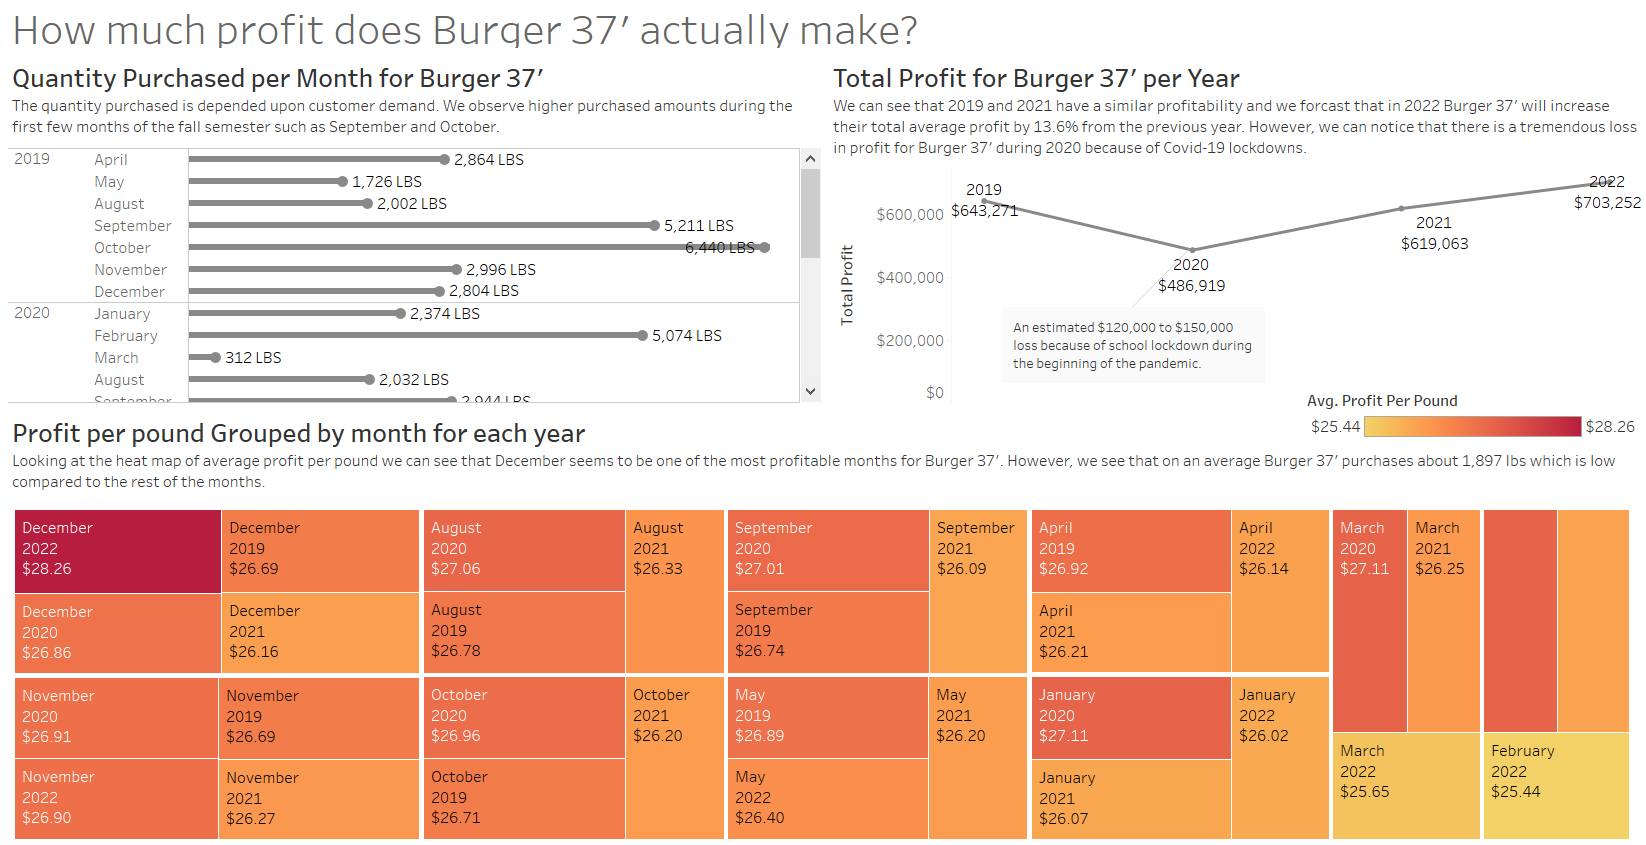 How much profit does Burger 37′ actually make?
Quantity Purchased per Month for Burger 37′
The quantity purchased is depended upon customer demand. We observe higher purchased amounts during the
first few months of the fall semester such as September and October.
2019
April 2,864 LBS
May 1,726 LBS
August 2,002 LBS
September 5,211 LBS
October 6,440 LBS
November 2,996 LBS
December 2,804 LBS
2020
January 2,374 LBS
February 5,074 LBS
March 312 LBS
August 2,032 LBS
September 2,944 LBS
Total Profit for Burger 37′ per Year
We can see that 2019 and 2021 have a similar profitability and we forcast that in 2022 Burger 37′ will increase
their total average profit by 13.6% from the previous year. However, we can notice that there is a tremendous loss
in profit for Burger 37′ during 2020 because of Covid-19 lockdowns.
Total Profit
$600,000
$400,000
$200,000
$0
2019
$643,271
2020
$486,919
2021
$619,063
2022
$703,252
An estimated $120,000 to $150,000
loss because of school lockdown during
the beginning of the pandemic.
Avg. Profit Per Pound
$25.44 $28.26
Profit per pound Grouped by month for each year
Looking at the heat map of average profit per pound we can see that December seems to be one of the most profitable months for Burger 37′. However, we see that on an average Burger 37′ purchases about 1,897 lbs which is low
compared to the rest of the months.
December
2022
$28.26
December
2019
$26.69
December
2020
$26.86
December
2021
$26.16
August
2020
$27.06
August
2021
$26.33
August
2019
$26.78
September
2020
$27.01
September
2021
$26.09
September
2019
$26.74
April
2019
$26.92
April
2022
$26.14
April
2021
$26.21
March
2020
$27.11
March
2021
$26.25
November
2020
$26.91
November
2019
$26.69
November
2022
$26.90
November
2021
$26.27
October
2020
$26.96
October
2021
$26.20
October
2019
$26.71
May
2019
$26.89
May
2021
$26.20
May
2022
$26.40
January
2020
$27.11
January
2022
$26.02
January
2021
$26.07
March
2022
$25.65
February
2022
$25.44